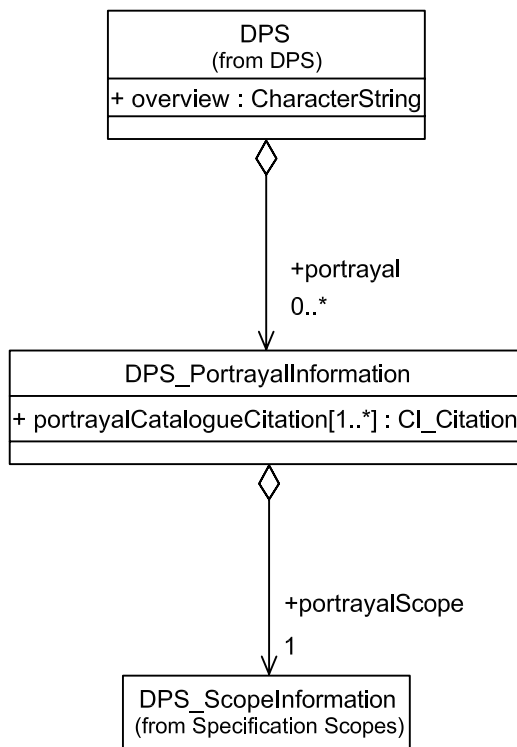 DPS
(from DPS)
+ overview : CharacterString
+portrayal
0..*
DPS_PortrayalInformation
+ portrayalCatalogueCitation[1..*] : CI_Citation
+portrayalScope
1
DPS_ScopeInformation
(from Specification Scopes)